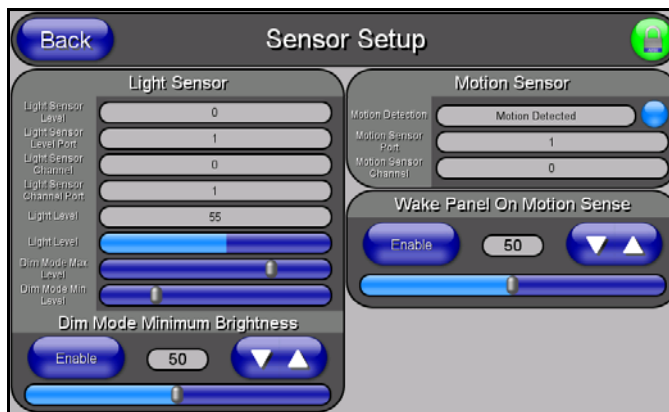 Back
Sensor Setup
Light Sensor
Light Sensor
Level
0
Light Sensor
Level Port
1
Light Sensor
Channel
0
Light Sensor
Channel Port
1
Light Level
55
Light Level
Dim Mode Max
Level
Dim Mode Min
Level
Dim Mode Minimum Brightness
Enable
50
Motion Sensor
Motion Detection
Motion Detected
Motion Sensor
Port
1
Motion Sensor
Channel
0
Wake Panel On Motion Sense
Enable
50